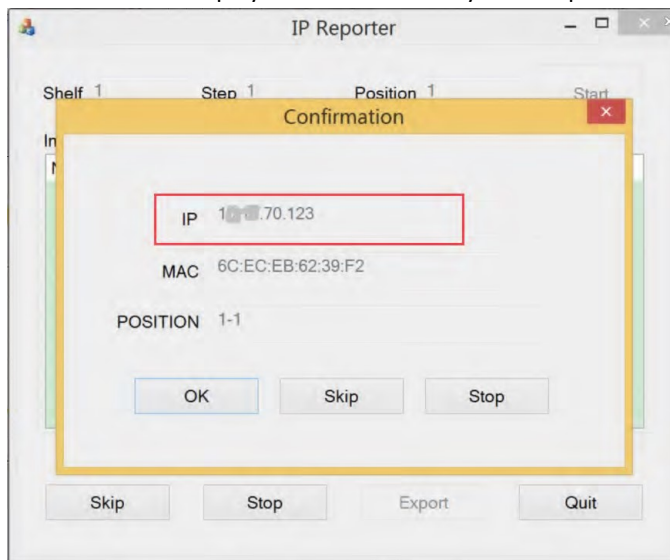 IP Reporter
Shelf 1 Step 1 Position 1 Start
Confirmation
IP .70.123
MAC 6C:EC:EB:62:39:F2
POSITION 1-1
OK Skip Stop
Skip Stop Export Quit